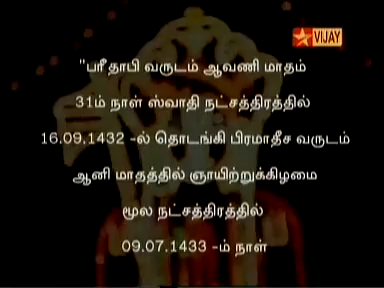 VIJAY
"பரீதாபி வருடம் ஆவணி மாதம்
31ம் நாள் ஸ்வாதி நட்சத்திரத்தில்
16.09.1432 -ல் தொடங்கி பிரமாதீச வருடம்
ஆனி மாதத்தில் ஞாயிற்றுக்கிழமை
மூல நட்சத்திரத்தில்
09.07.1433 -ம் நாள்